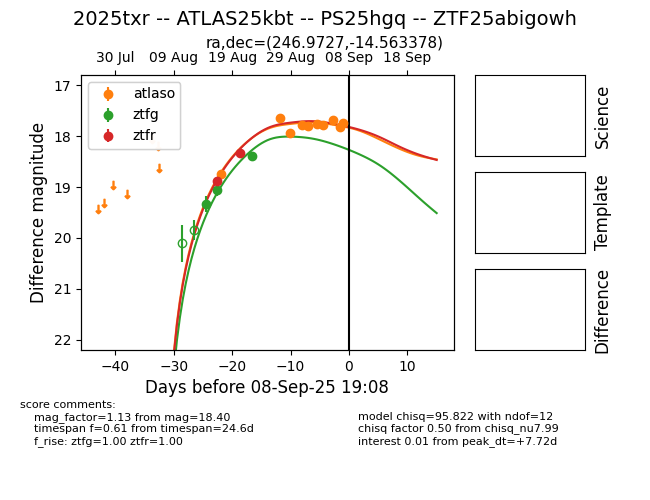 2025txr -- ATLAS25kbt -- PS25hgq -- ZTF25abigowh
ra,dec=(246.9727,-14.563378)
30 Jul 09 Aug 19 Aug 29 Aug 08 Sep 18 Sep
17
18
19
20
21
22
Difference magnitude
atlaso
ztfg
ztfr
−40 −30 −20 −10 0 10
Days before 08-Sep-25 19:08
Science
Template
Difference
score comments:
mag_factor=1.13 from mag=18.40
timespan f=0.61 from timespan=24.6d
f_rise: ztfg=1.00 ztfr=1.00
model chisq=95.822 with ndof=12
chisq factor 0.50 from chisq_nu7.99
interest 0.01 from peak_dt=+7.72d